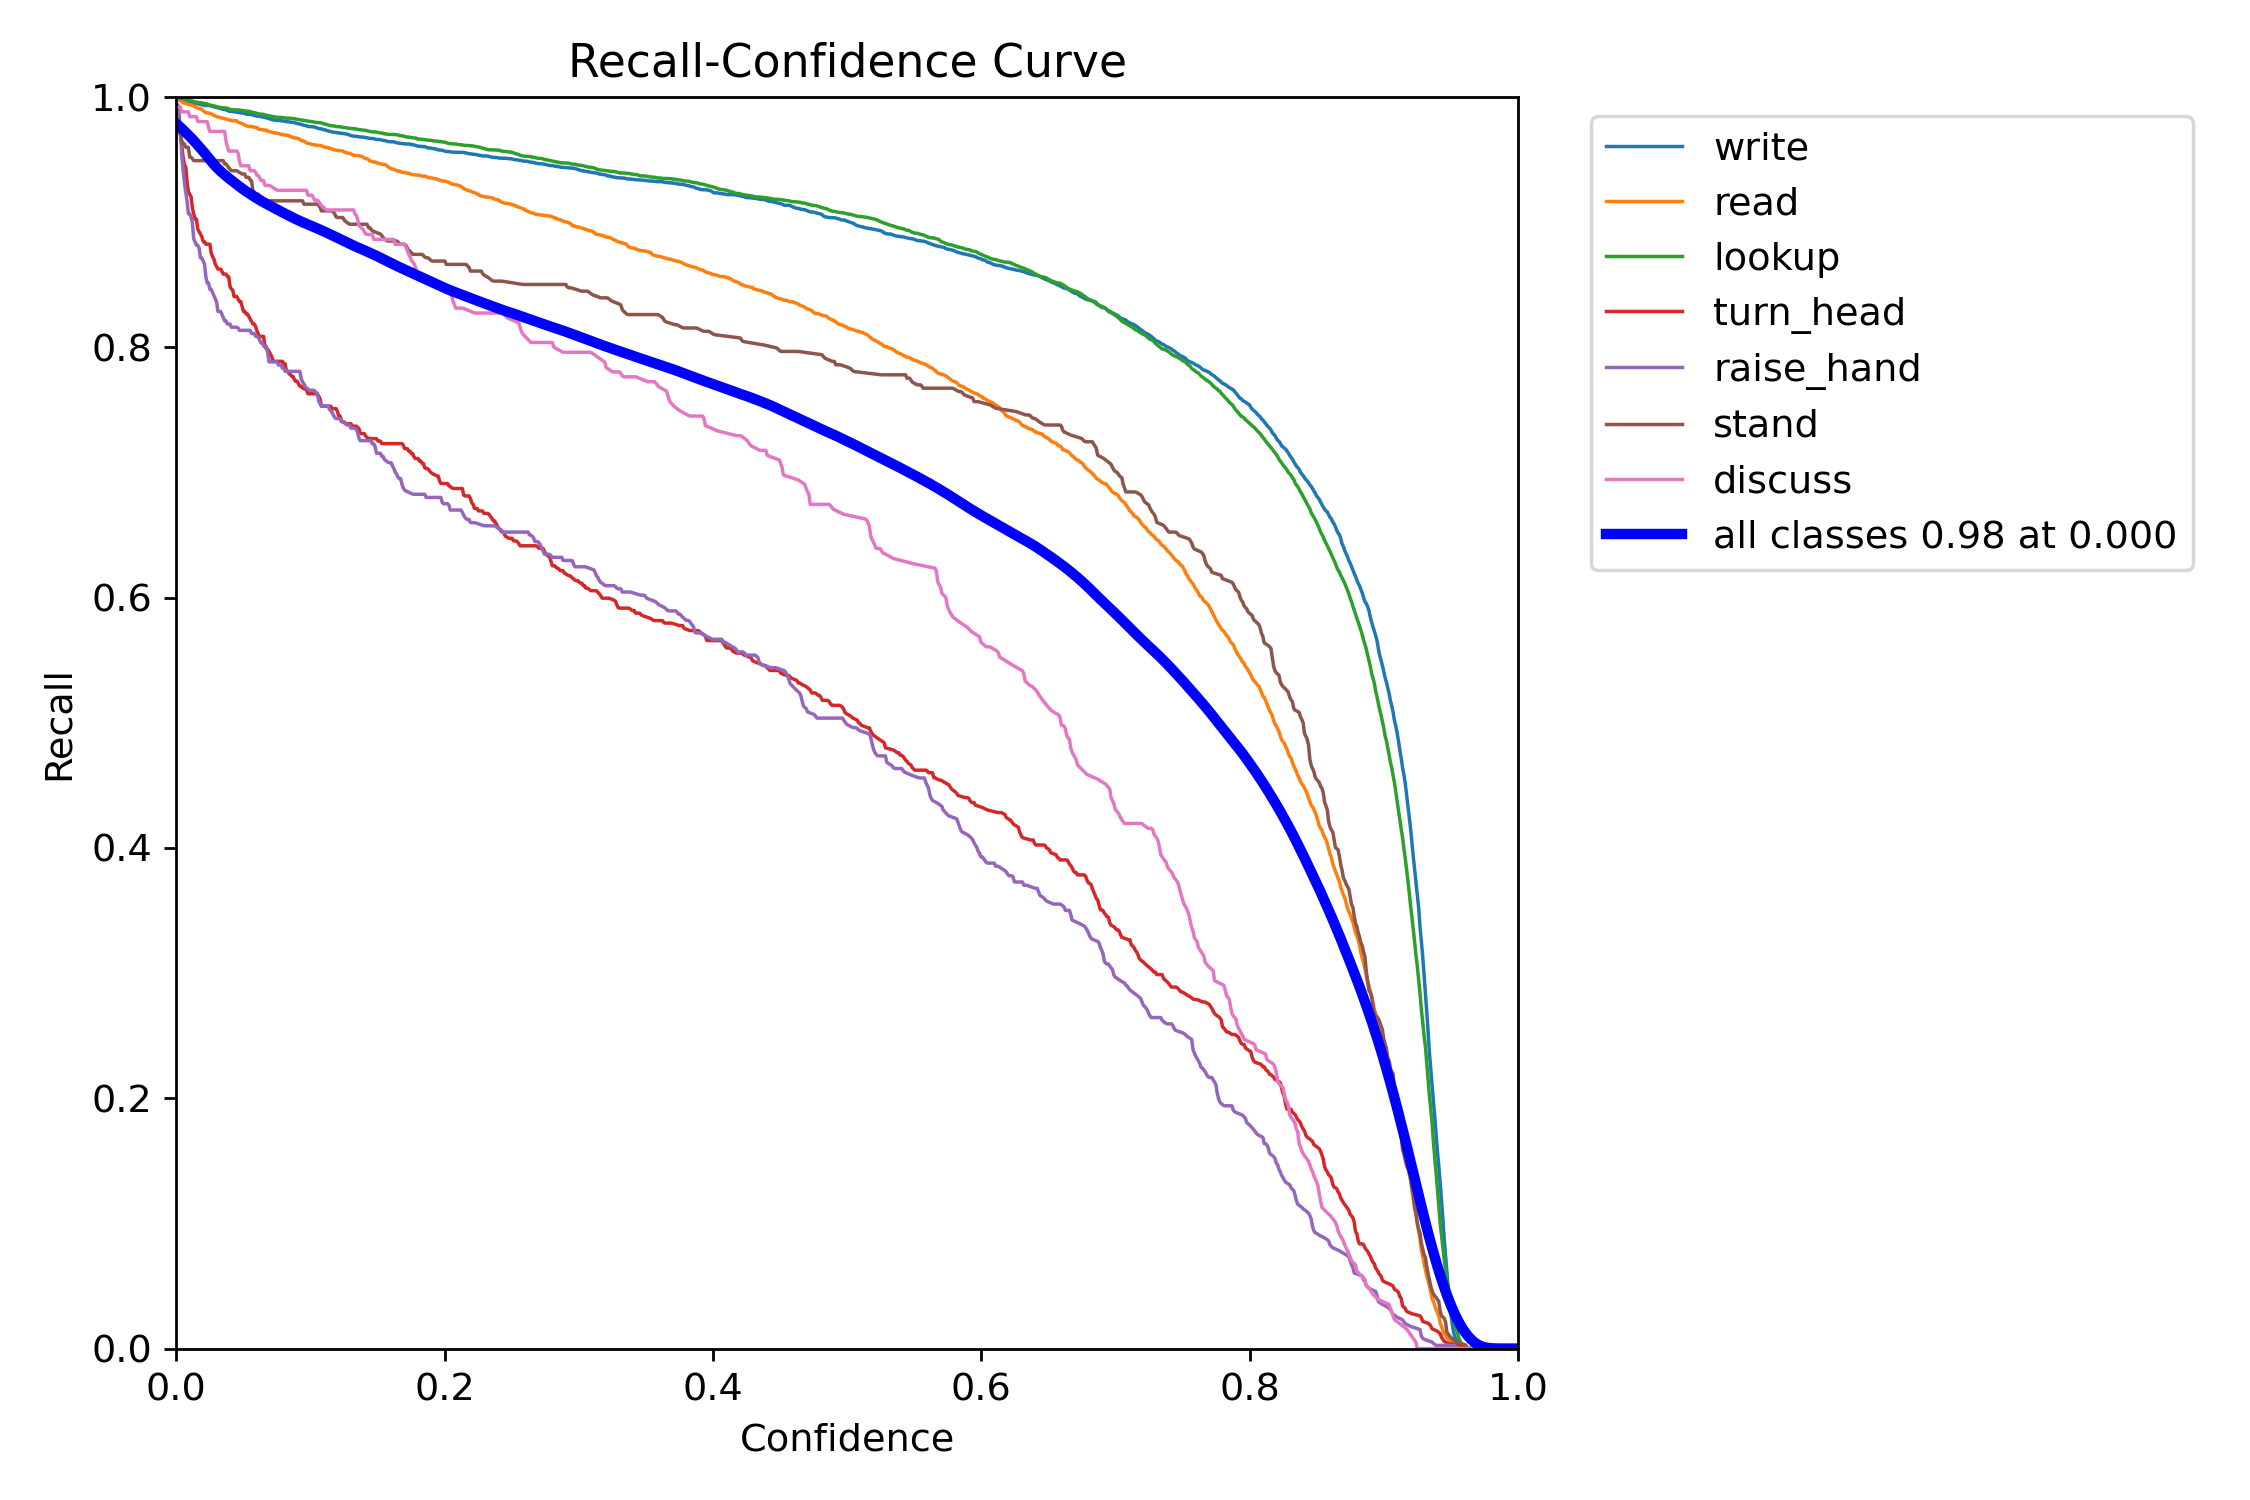 Recall-Confidence Curve
1.0
0.8
0.6
0.4
0.2
0.0
Recall
0.0 0.2 0.4 0.6 0.8 1.0
Confidence
write
read
lookup
turn_head
raise_hand
stand
discuss
all classes 0.98 at 0.000